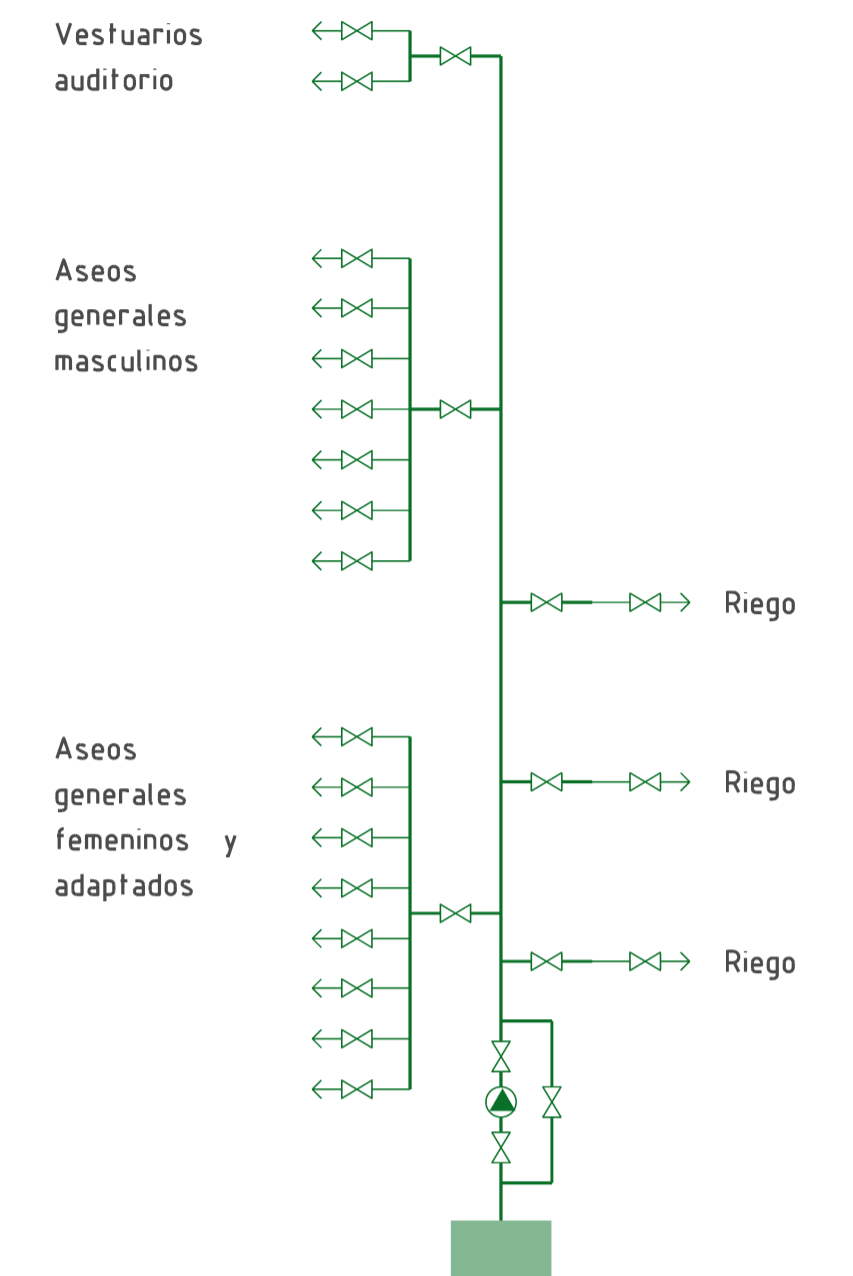 Vestuarios
auditorio
Aseos
generales
masculinos
Riego
Aseos
generales
femeninos y
adaptados
Riego
Riego